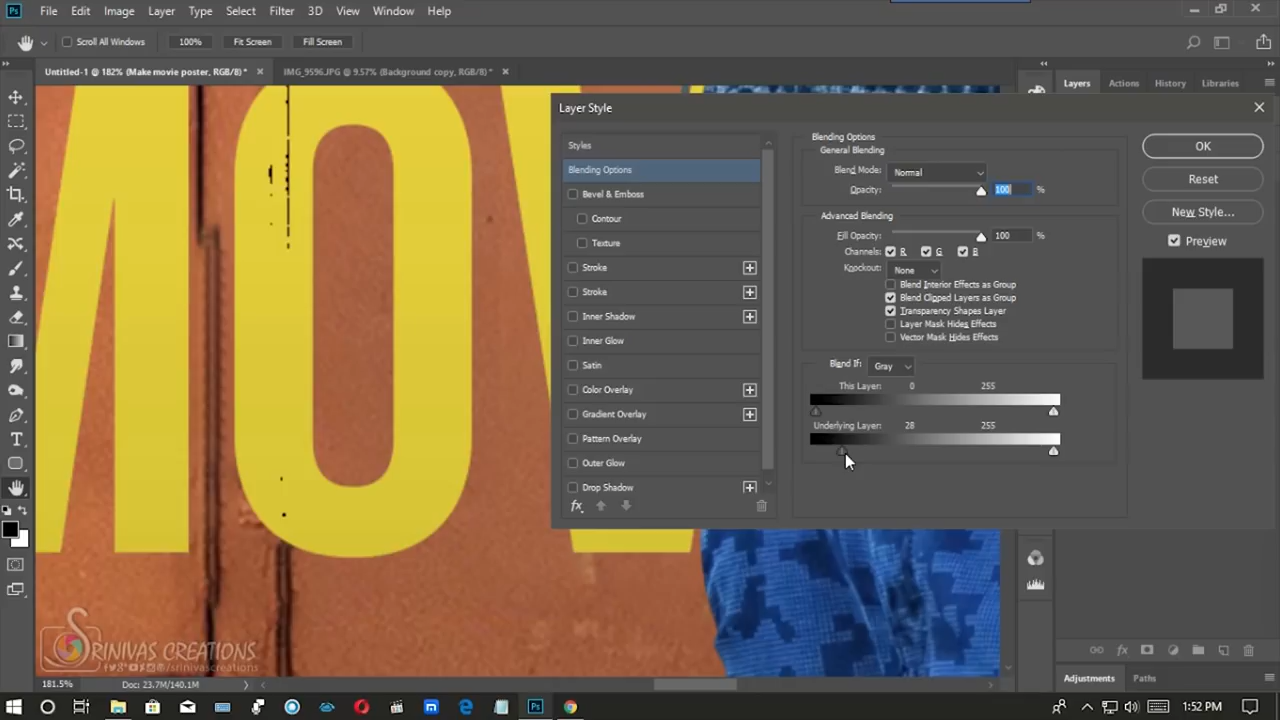 Ps File Edit Image Layer Type Select Filter 3D View Window Help
Scroll All Windows 100% Fit Screen Fill Screen
Untitled-1 @ 182% (Make movie poster, RGB/8) * × IMG_9596.JPG @ 9.57% (Background copy, RGB/8) * ×
Layers Actions History Libraries
MOV
Layer Style
Styles
Blending Options
Bevel & Emboss
Contour
Texture
Stroke
Stroke
Inner Shadow
Inner Glow
Satin
Color Overlay
Gradient Overlay
Pattern Overlay
Outer Glow
Drop Shadow
fx
Blending Options
General Blending
Blend Mode: Normal
Opacity: 100 %
Advanced Blending
Fill Opacity: 100 %
Channels: R G B
Knockout: None
Blend Interior Effects as Group
Blend Clipped Layers as Group
Transparency Shapes Layer
Layer Mask Hides Effects
Vector Mask Hides Effects
Blend If: Gray
This Layer: 0 255
Underlying Layer: 28 255
OK
Reset
New Style...
Preview
SRINIVAS CREATIONS
/srinivascreations
181.5% Doc: 23.7M/140.1M
Adjustments Paths
1:52 PM